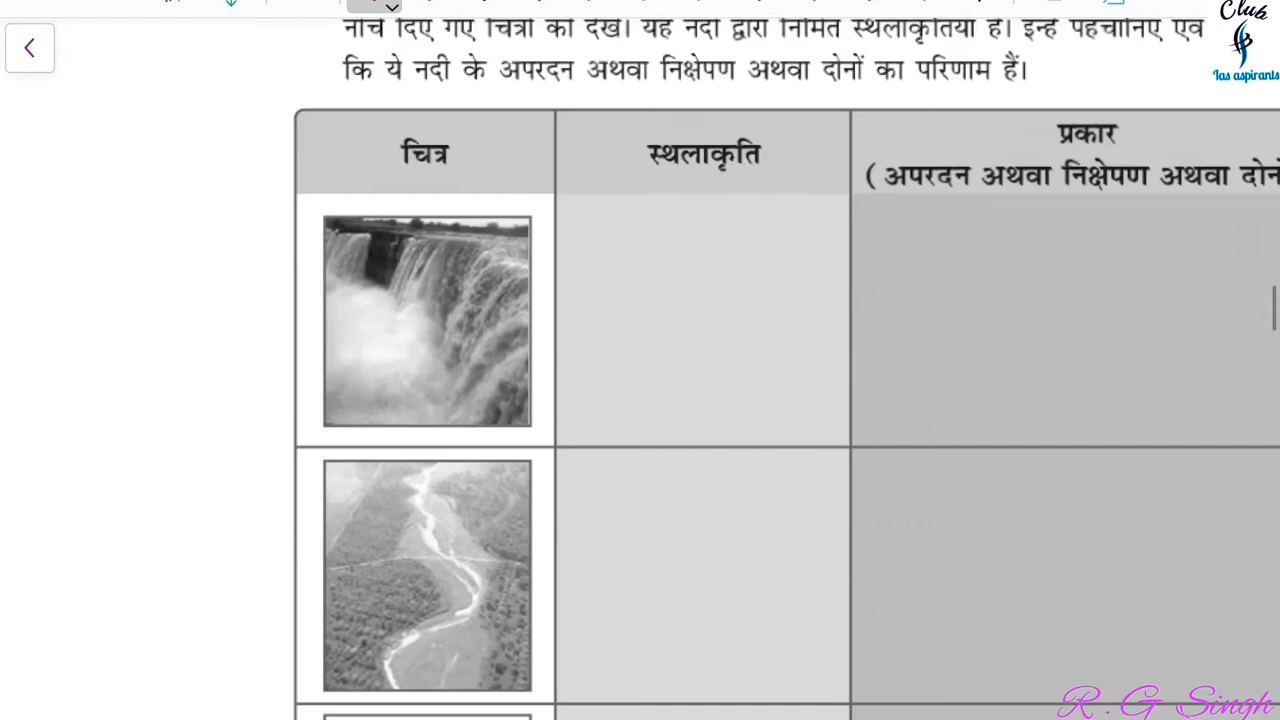 नीचे दिए गए चित्रों को देखें। यह नदी द्वारा निर्मित स्थलाकृतियाँ हैं। इन्हें पहचानिए एवं
कि ये नदी के अपरदन अथवा निक्षेपण अथवा दोनों का परिणाम हैं।
Club
Ias aspirants
चित्र
स्थलाकृति
प्रकार
( अपरदन अथवा निक्षेपण अथवा दोनों
R.G Singh